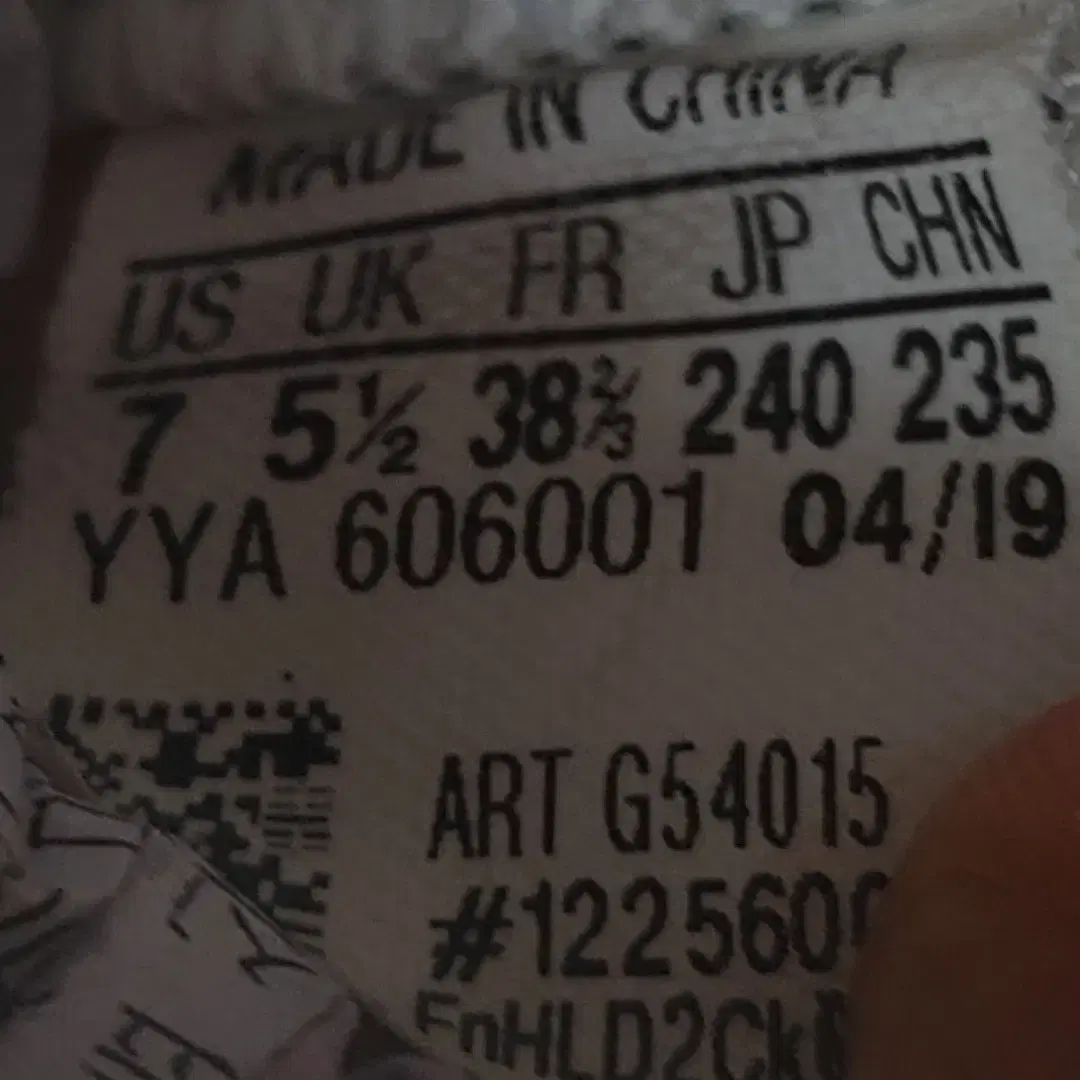 MADE IN CHINA
US UK FR JP CHN
7 5½ 38⅔ 240 235
YYA 606001 04/19
ART G54015